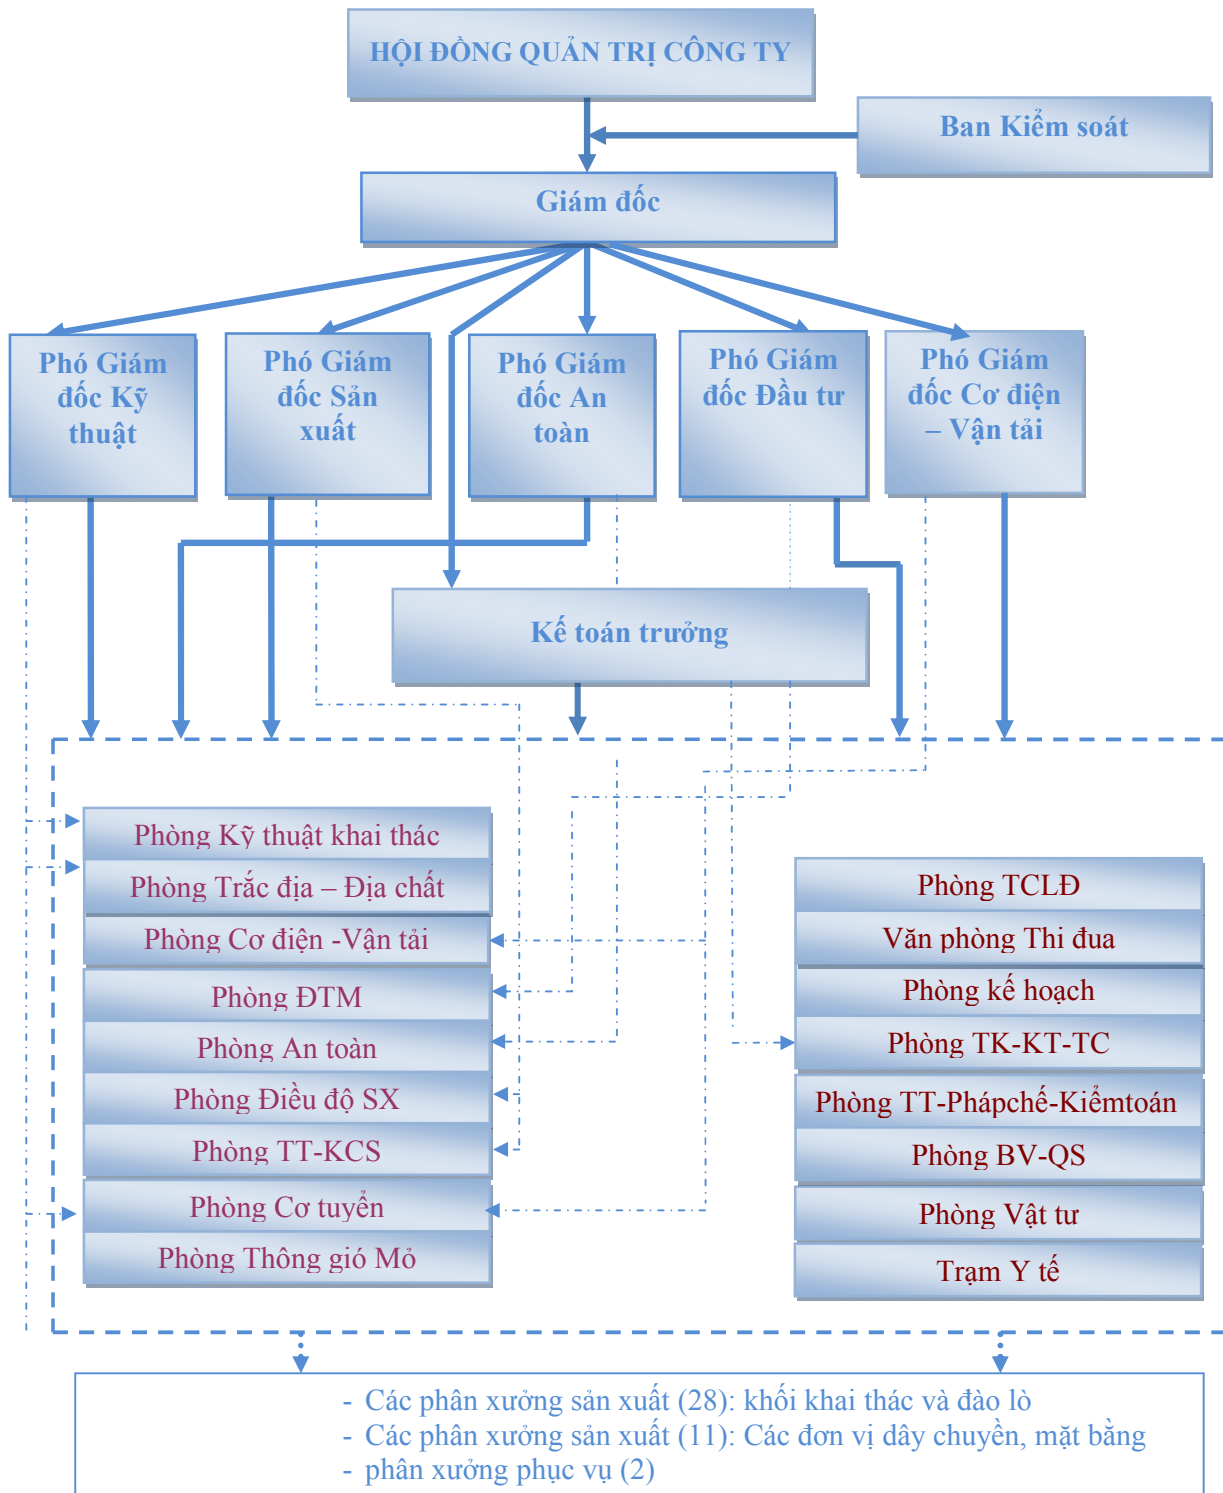 HỘI ĐỒNG QUẢN TRỊ CÔNG TY
Ban Kiểm soát
Giám đốc
Phó Giám
đốc Kỹ
thuật
Phó Giám
đốc Sản
xuất
Phó Giám
đốc An
toàn
Phó Giám
đốc Đầu tư
Phó Giám
đốc Cơ điện
– Vận tải
Kế toán trưởng
Phòng Kỹ thuật khai thác
Phòng Trắc địa – Địa chất
Phòng Cơ điện -Vận tải
Phòng ĐTM
Phòng An toàn
Phòng Điều độ SX
Phòng TT-KCS
Phòng Cơ tuyển
Phòng Thông gió Mỏ
Phòng TCLĐ
Văn phòng Thi đua
Phòng kế hoạch
Phòng TK-KT-TC
Phòng TT-Phápchế-Kiểmtoán
Phòng BV-QS
Phòng Vật tư
Trạm Y tế
- Các phân xưởng sản xuất (28): khối khai thác và đào lò
- Các phân xưởng sản xuất (11): Các đơn vị dây chuyền, mặt bằng
- phân xưởng phục vụ (2)